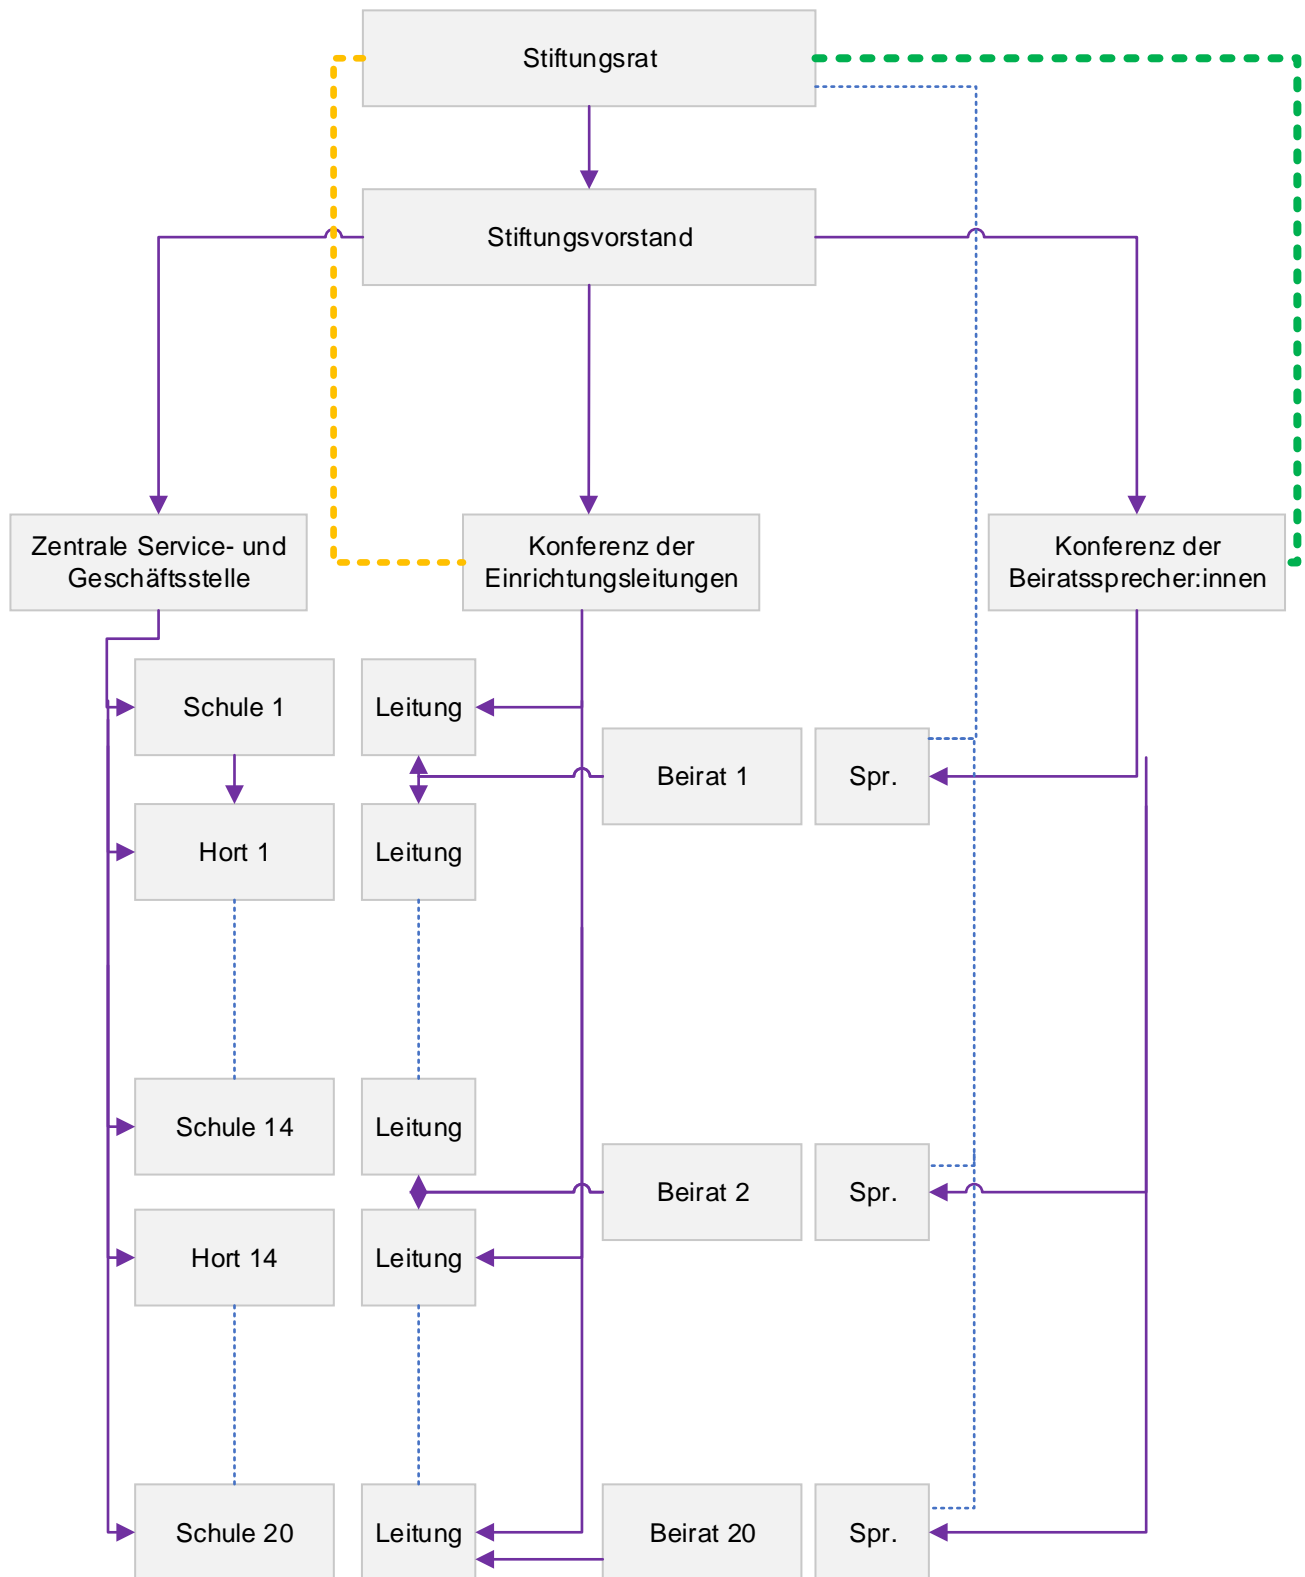 Stiftungsrat
Stiftungsvorstand
Zentrale Service- und
Geschäftsstelle
Konferenz der
Einrichtungsleitungen
Konferenz der
Beiratssprecher:innen
Schule 1
Leitung
Beirat 1
Spr.
Hort 1
Leitung
Schule 14
Leitung
Beirat 2
Spr.
Hort 14
Leitung
Schule 20
Leitung
Beirat 20
Spr.